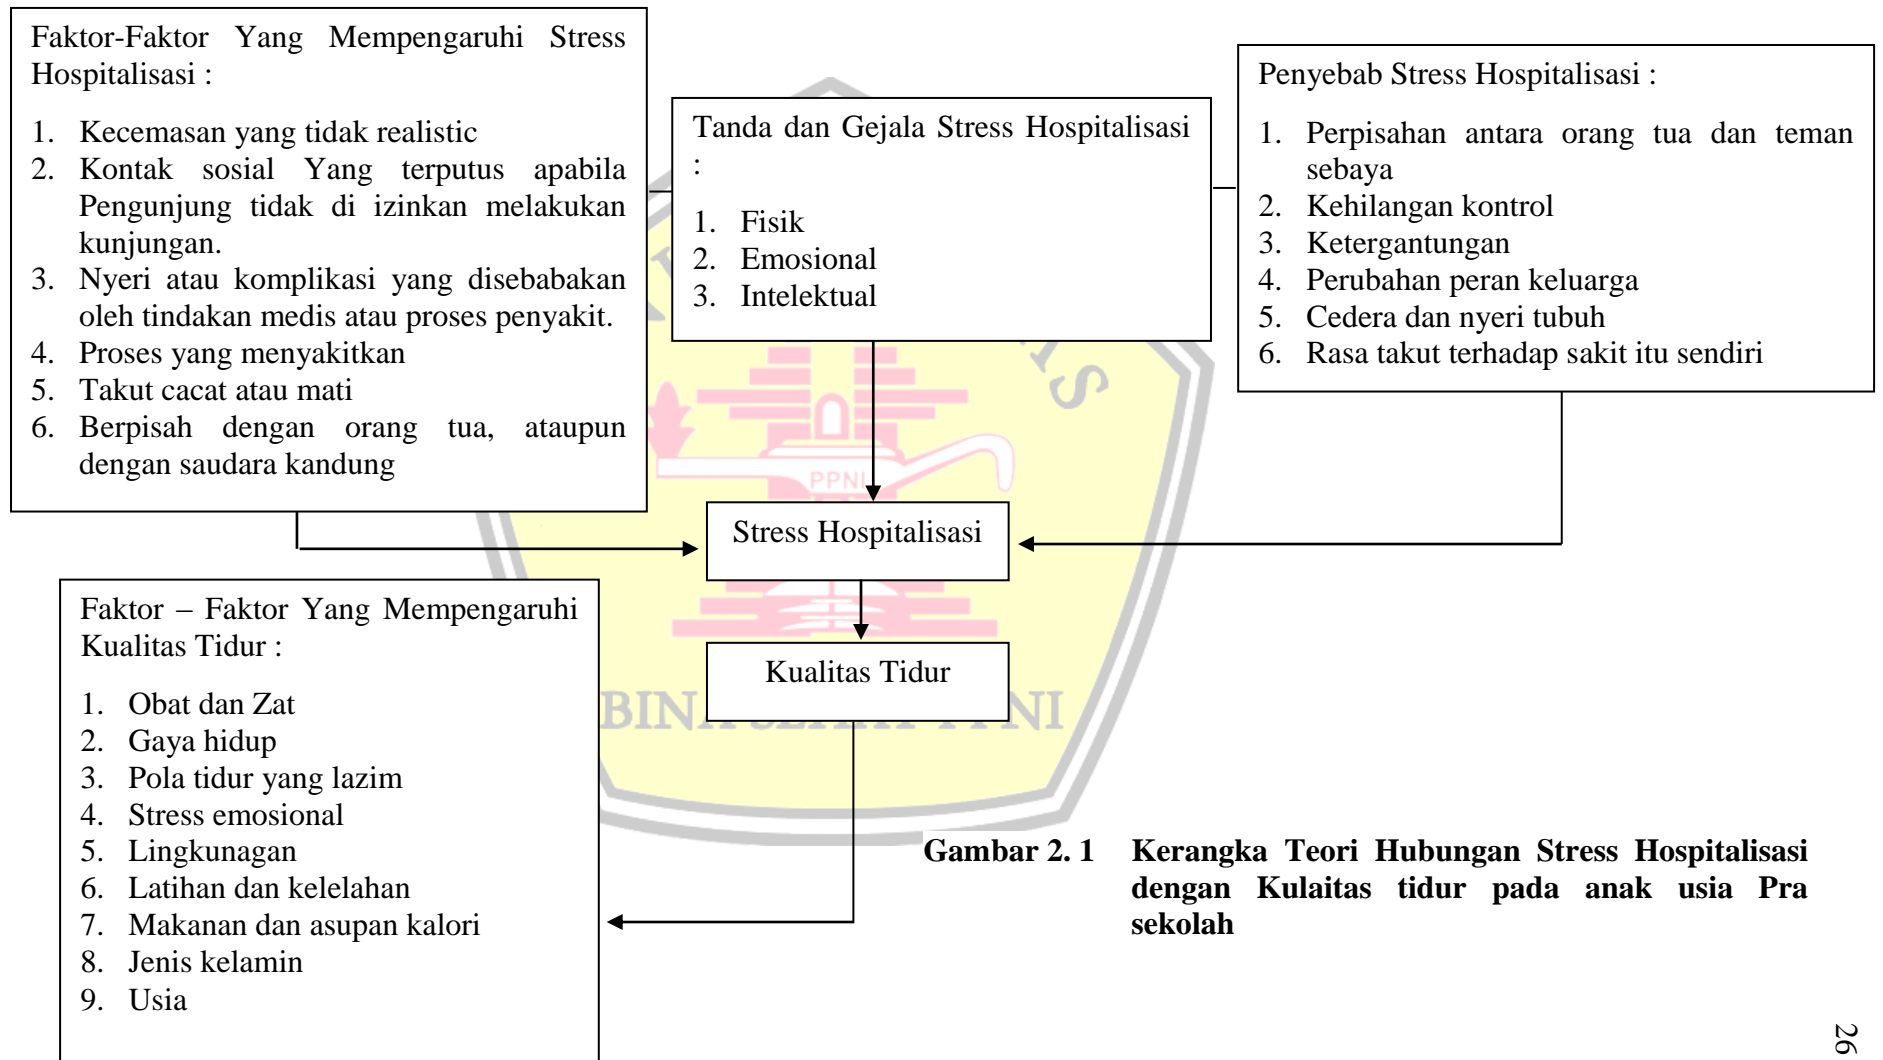 Faktor-Faktor Yang Mempengaruhi Stress
Hospitalisasi :
1. Kecemasan yang tidak realistic
2. Kontak sosial Yang terputus apabila
Pengunjung tidak di izinkan melakukan
kunjungan.
3. Nyeri atau komplikasi yang disebabakan
oleh tindakan medis atau proses penyakit.
4. Proses yang menyakitkan
5. Takut cacat atau mati
6. Berpisah dengan orang tua, ataupun
dengan saudara kandung
Tanda dan Gejala Stress Hospitalisasi
:
1. Fisik
2. Emosional
3. Intelektual
Penyebab Stress Hospitalisasi :
1. Perpisahan antara orang tua dan teman
sebaya
2. Kehilangan kontrol
3. Ketergantungan
4. Perubahan peran keluarga
5. Cedera dan nyeri tubuh
6. Rasa takut terhadap sakit itu sendiri
PPNI
Stress Hospitalisasi
Kualitas Tidur
Faktor – Faktor Yang Mempengaruhi
Kualitas Tidur :
1. Obat dan Zat
2. Gaya hidup
3. Pola tidur yang lazim
4. Stress emosional
5. Lingkunagan
6. Latihan dan kelelahan
7. Makanan dan asupan kalori
8. Jenis kelamin
9. Usia
Gambar 2. 1 Kerangka Teori Hubungan Stress Hospitalisasi
dengan Kulaitas tidur pada anak usia Pra
sekolah
26